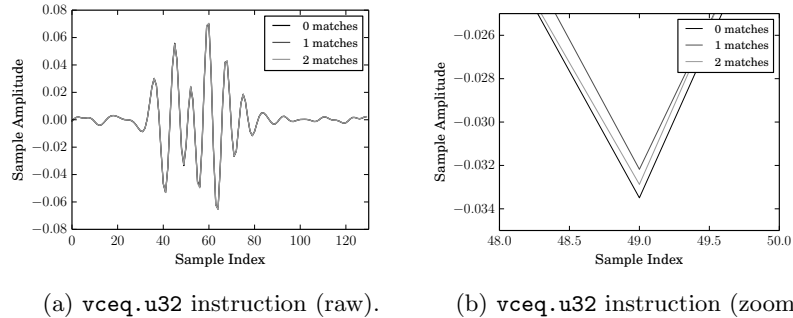 0.08
0.06
0.04
0.02
0.00
−0.02
−0.04
−0.06
−0.08
Sample Amplitude
0 20 40 60 80 100 120
Sample Index
0 matches
1 matches
2 matches
(a) vceq.u32 instruction (raw).
−0.026
−0.028
−0.030
−0.032
−0.034
Sample Amplitude
48.0 48.5 49.0 49.5 50.0
Sample Index
0 matches
1 matches
2 matches
(b) vceq.u32 instruction (zoom